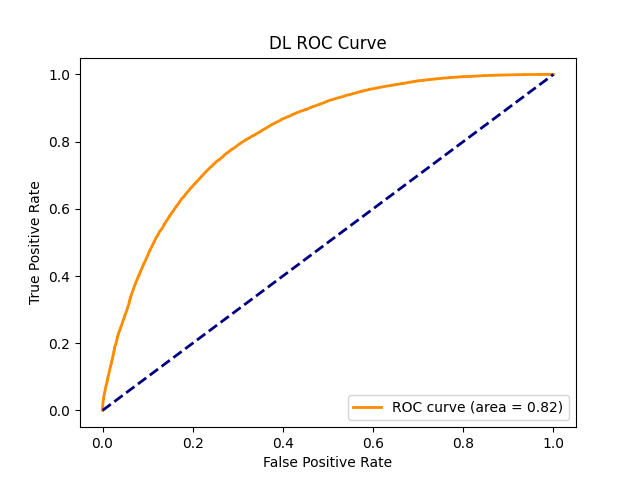 DL ROC Curve
True Positive Rate
1.0
0.8
0.6
0.4
0.2
0.0
ROC curve (area = 0.82)
0.0 0.2 0.4 0.6 0.8 1.0
False Positive Rate